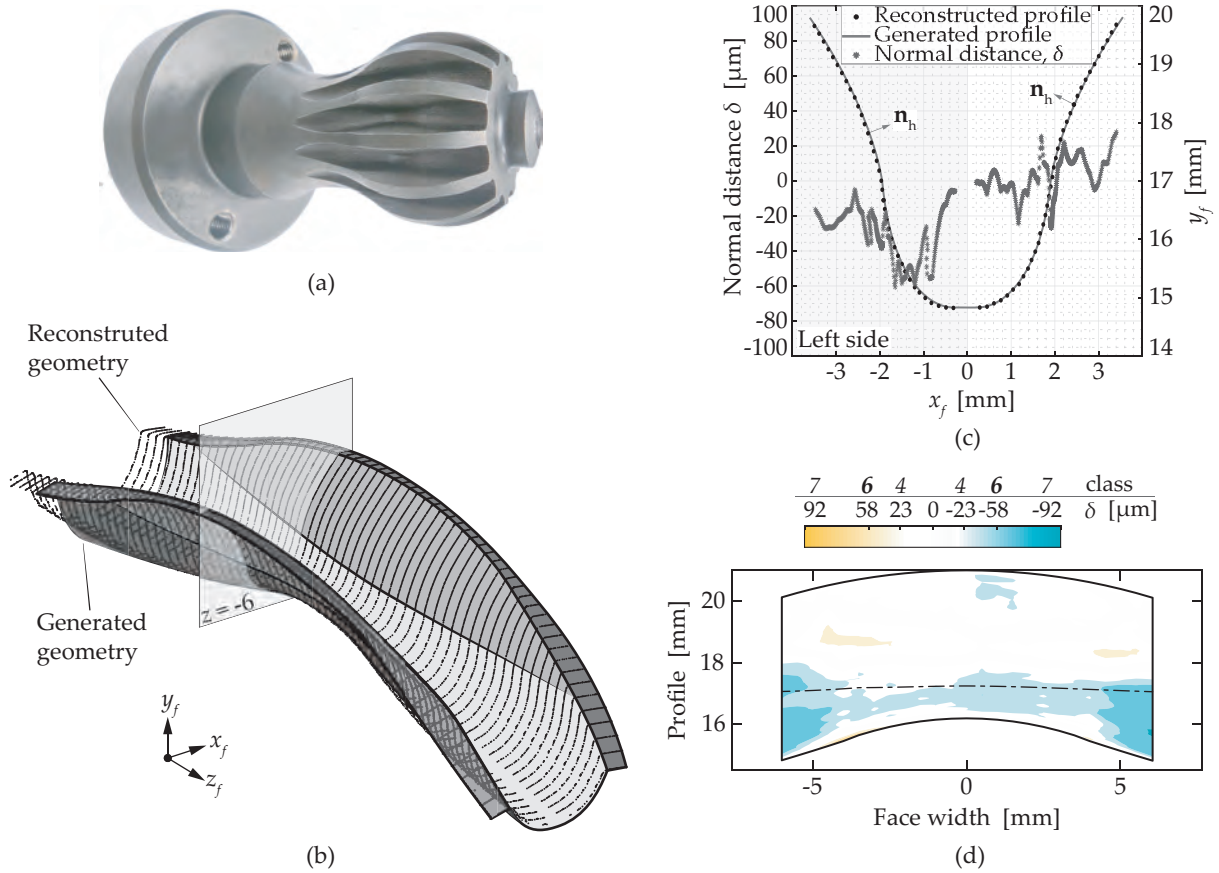 (a)
Reconstruted
geometry
Generated
geometry
z = -6
y_f
x_f
z_f
(b)
Reconstructed profile
Generated profile
Normal distance, δ
100
80
60
40
20
0
-20
-40
-60
-80
-100
Normal distance δ [µm]
n_h
n_h
20
19
18
17
16
15
14
y_f [mm]
Left side
-3 -2 -1 0 1 2 3
x_f [mm]
(c)
7 6 4 4 6 7 class
92 58 23 0 -23 -58 -92 δ [µm]
20
18
16
Profile [mm]
-5 0 5
Face width [mm]
(d)